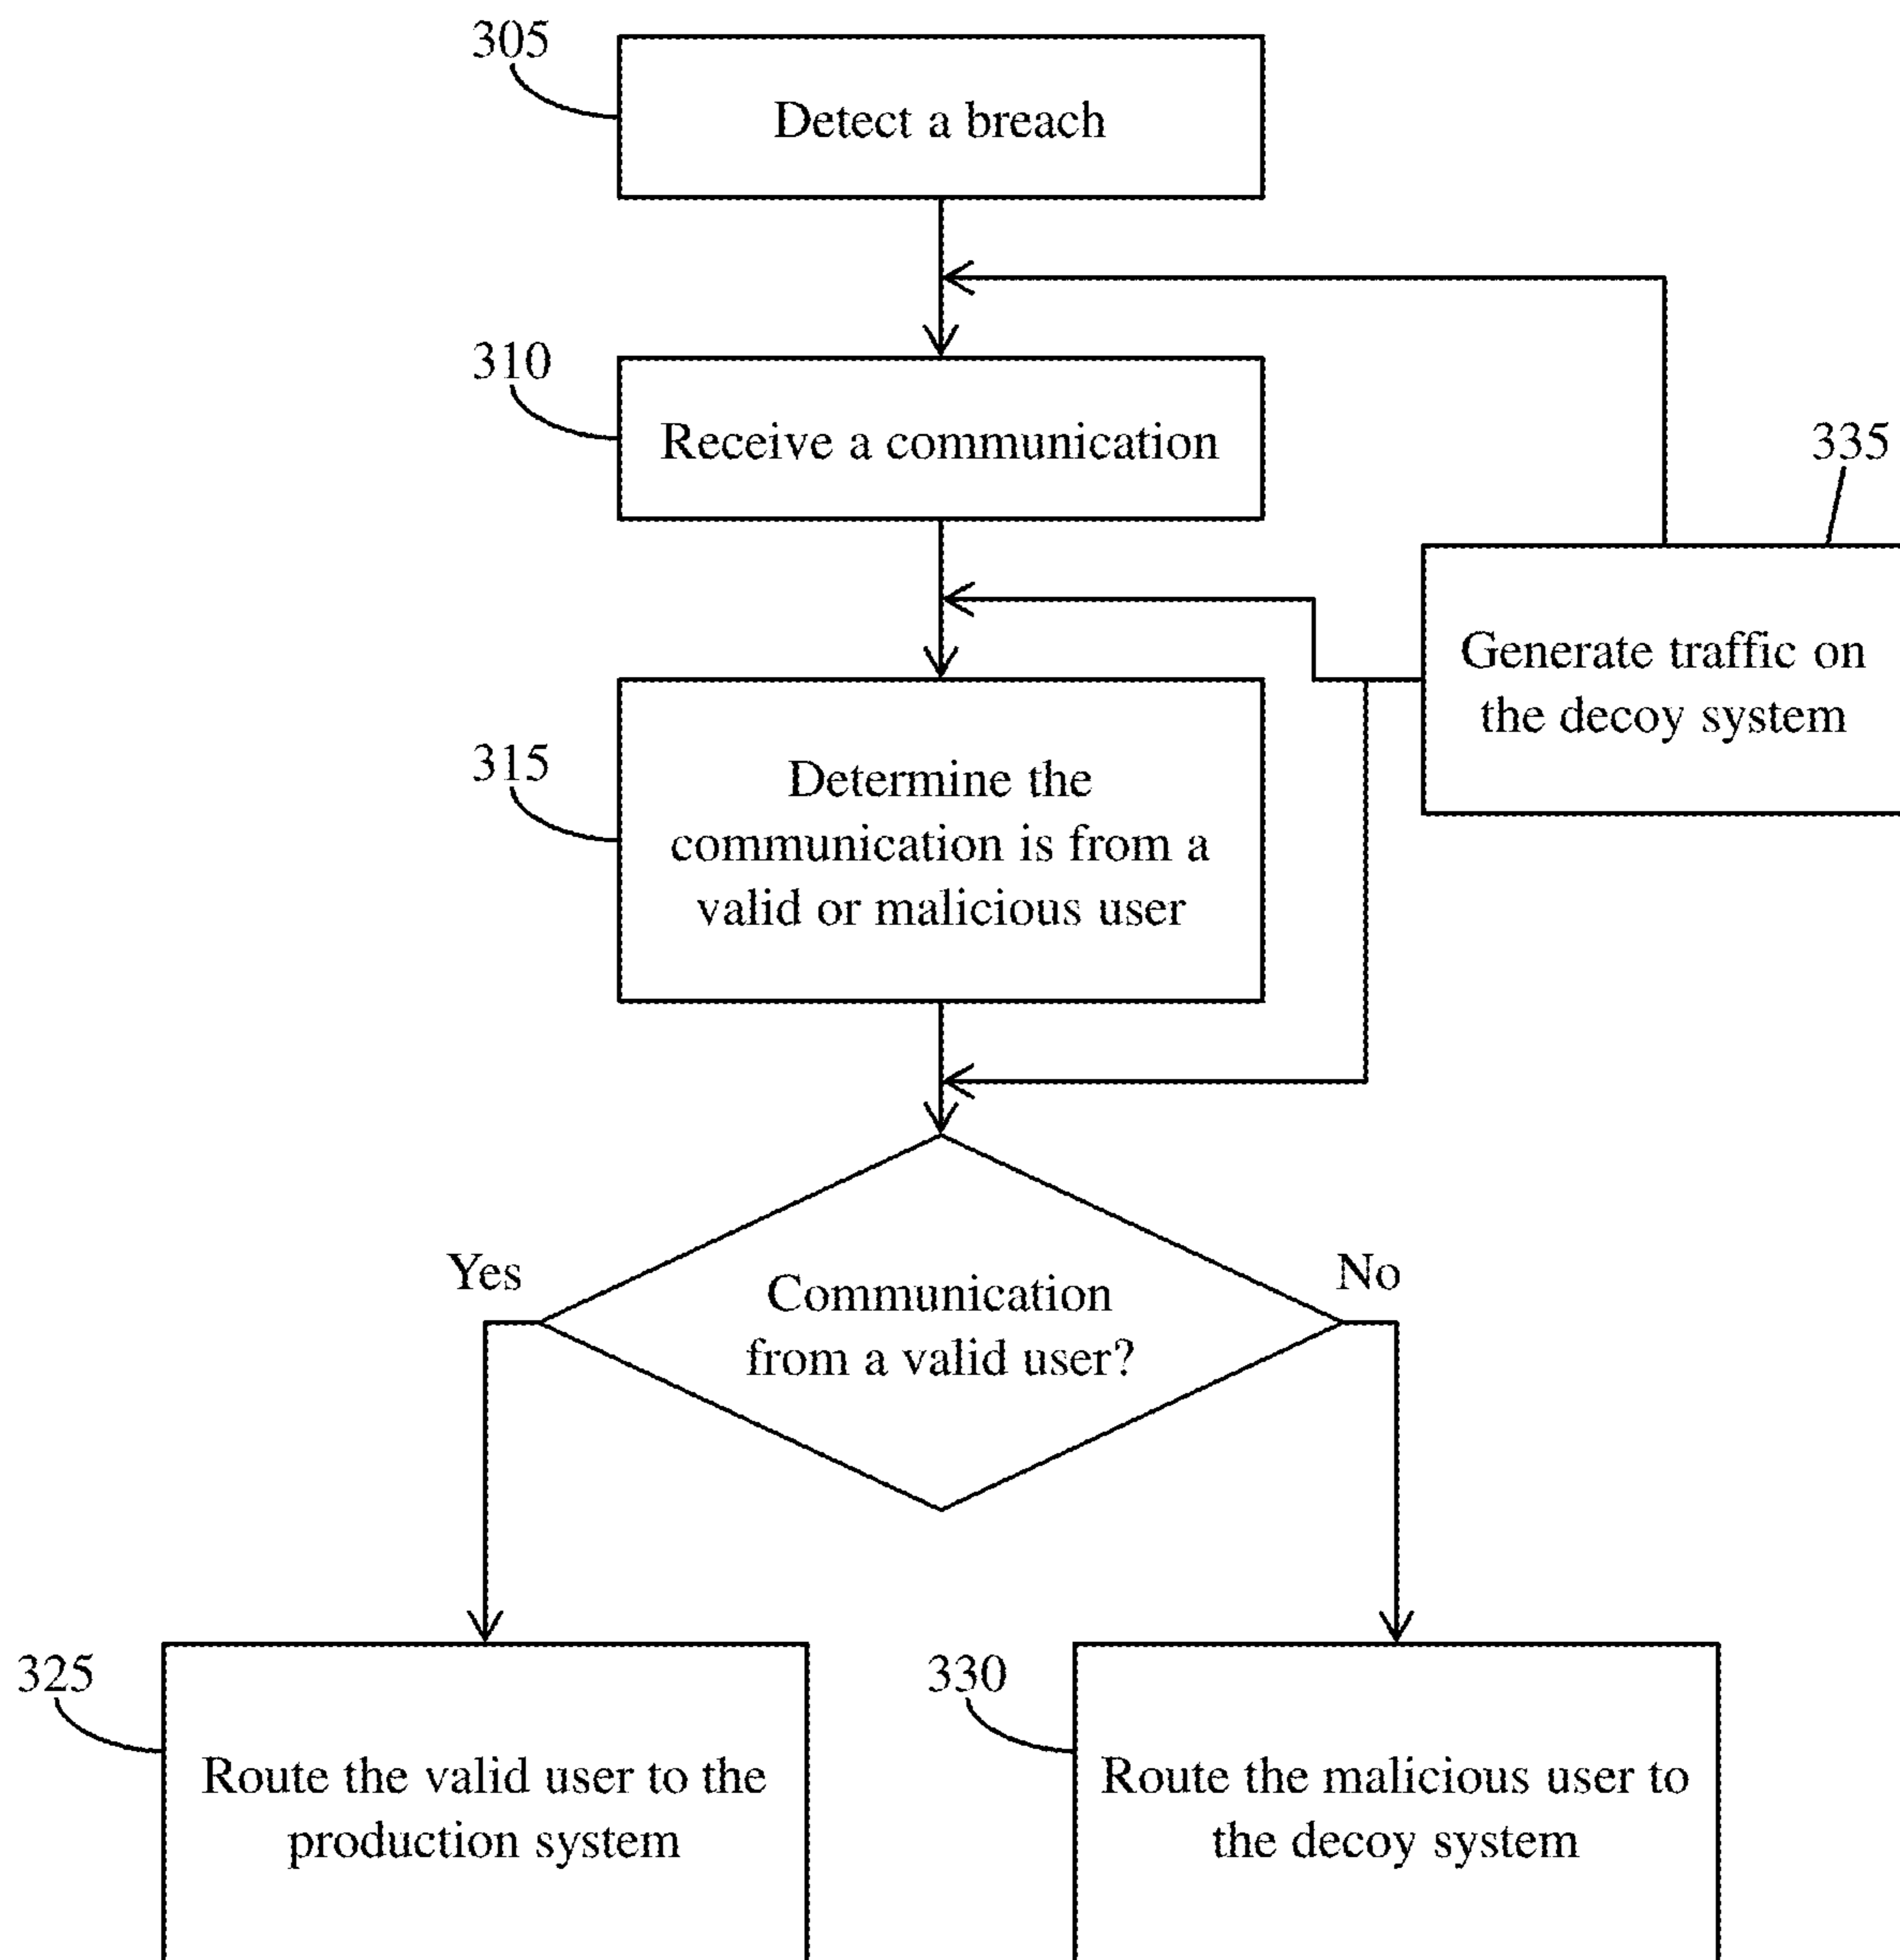 305
Detect a breach
310
Receive a communication
335
Generate traffic on
the decoy system
315
Determine the
communication is from a
valid or malicious user
Yes
No
Communication
from a valid user?
325
Route the valid user to the
production system
330
Route the malicious user to
the decoy system